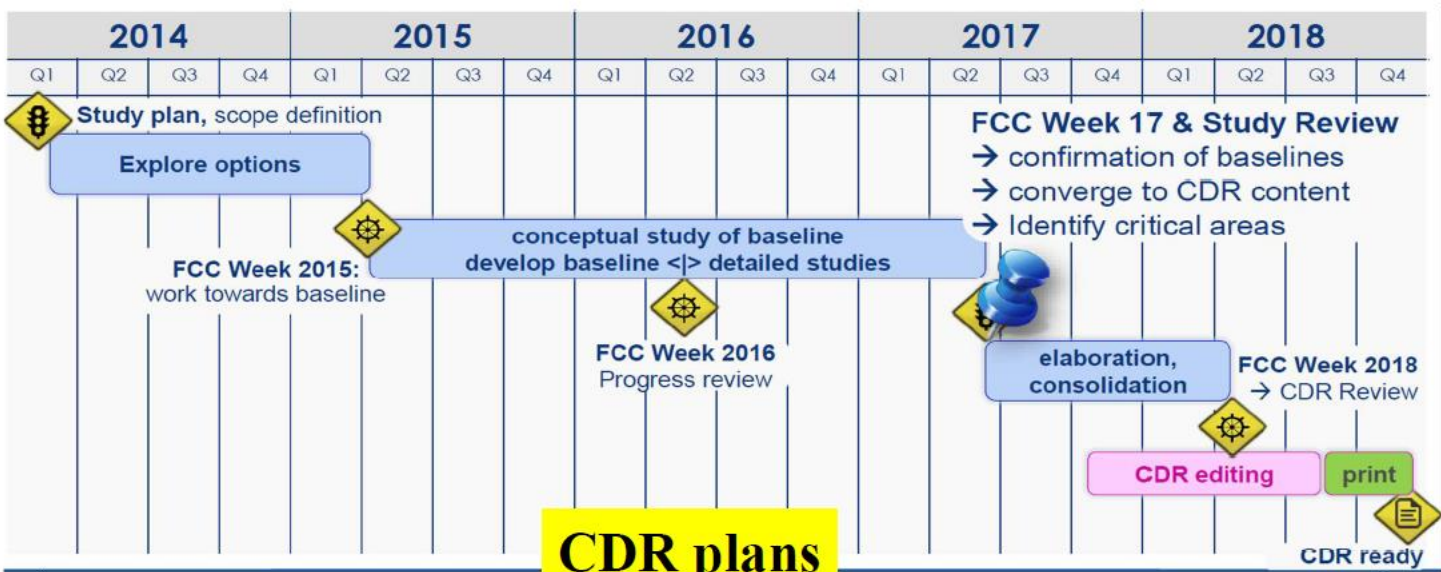 2014 2015 2016 2017 2018
Q1 Q2 Q3 Q4 Q1 Q2 Q3 Q4 Q1 Q2 Q3 Q4 Q1 Q2 Q3 Q4 Q1 Q2 Q3 Q4
Study plan, scope definition
Explore options
FCC Week 17 & Study Review
→ confirmation of baselines
→ converge to CDR content
→ Identify critical areas
conceptual study of baseline
develop baseline <|> detailed studies
FCC Week 2015:
work towards baseline
FCC Week 2016
Progress review
elaboration,
consolidation
FCC Week 2018
→ CDR Review
CDR editing
print
CDR ready
CDR plans